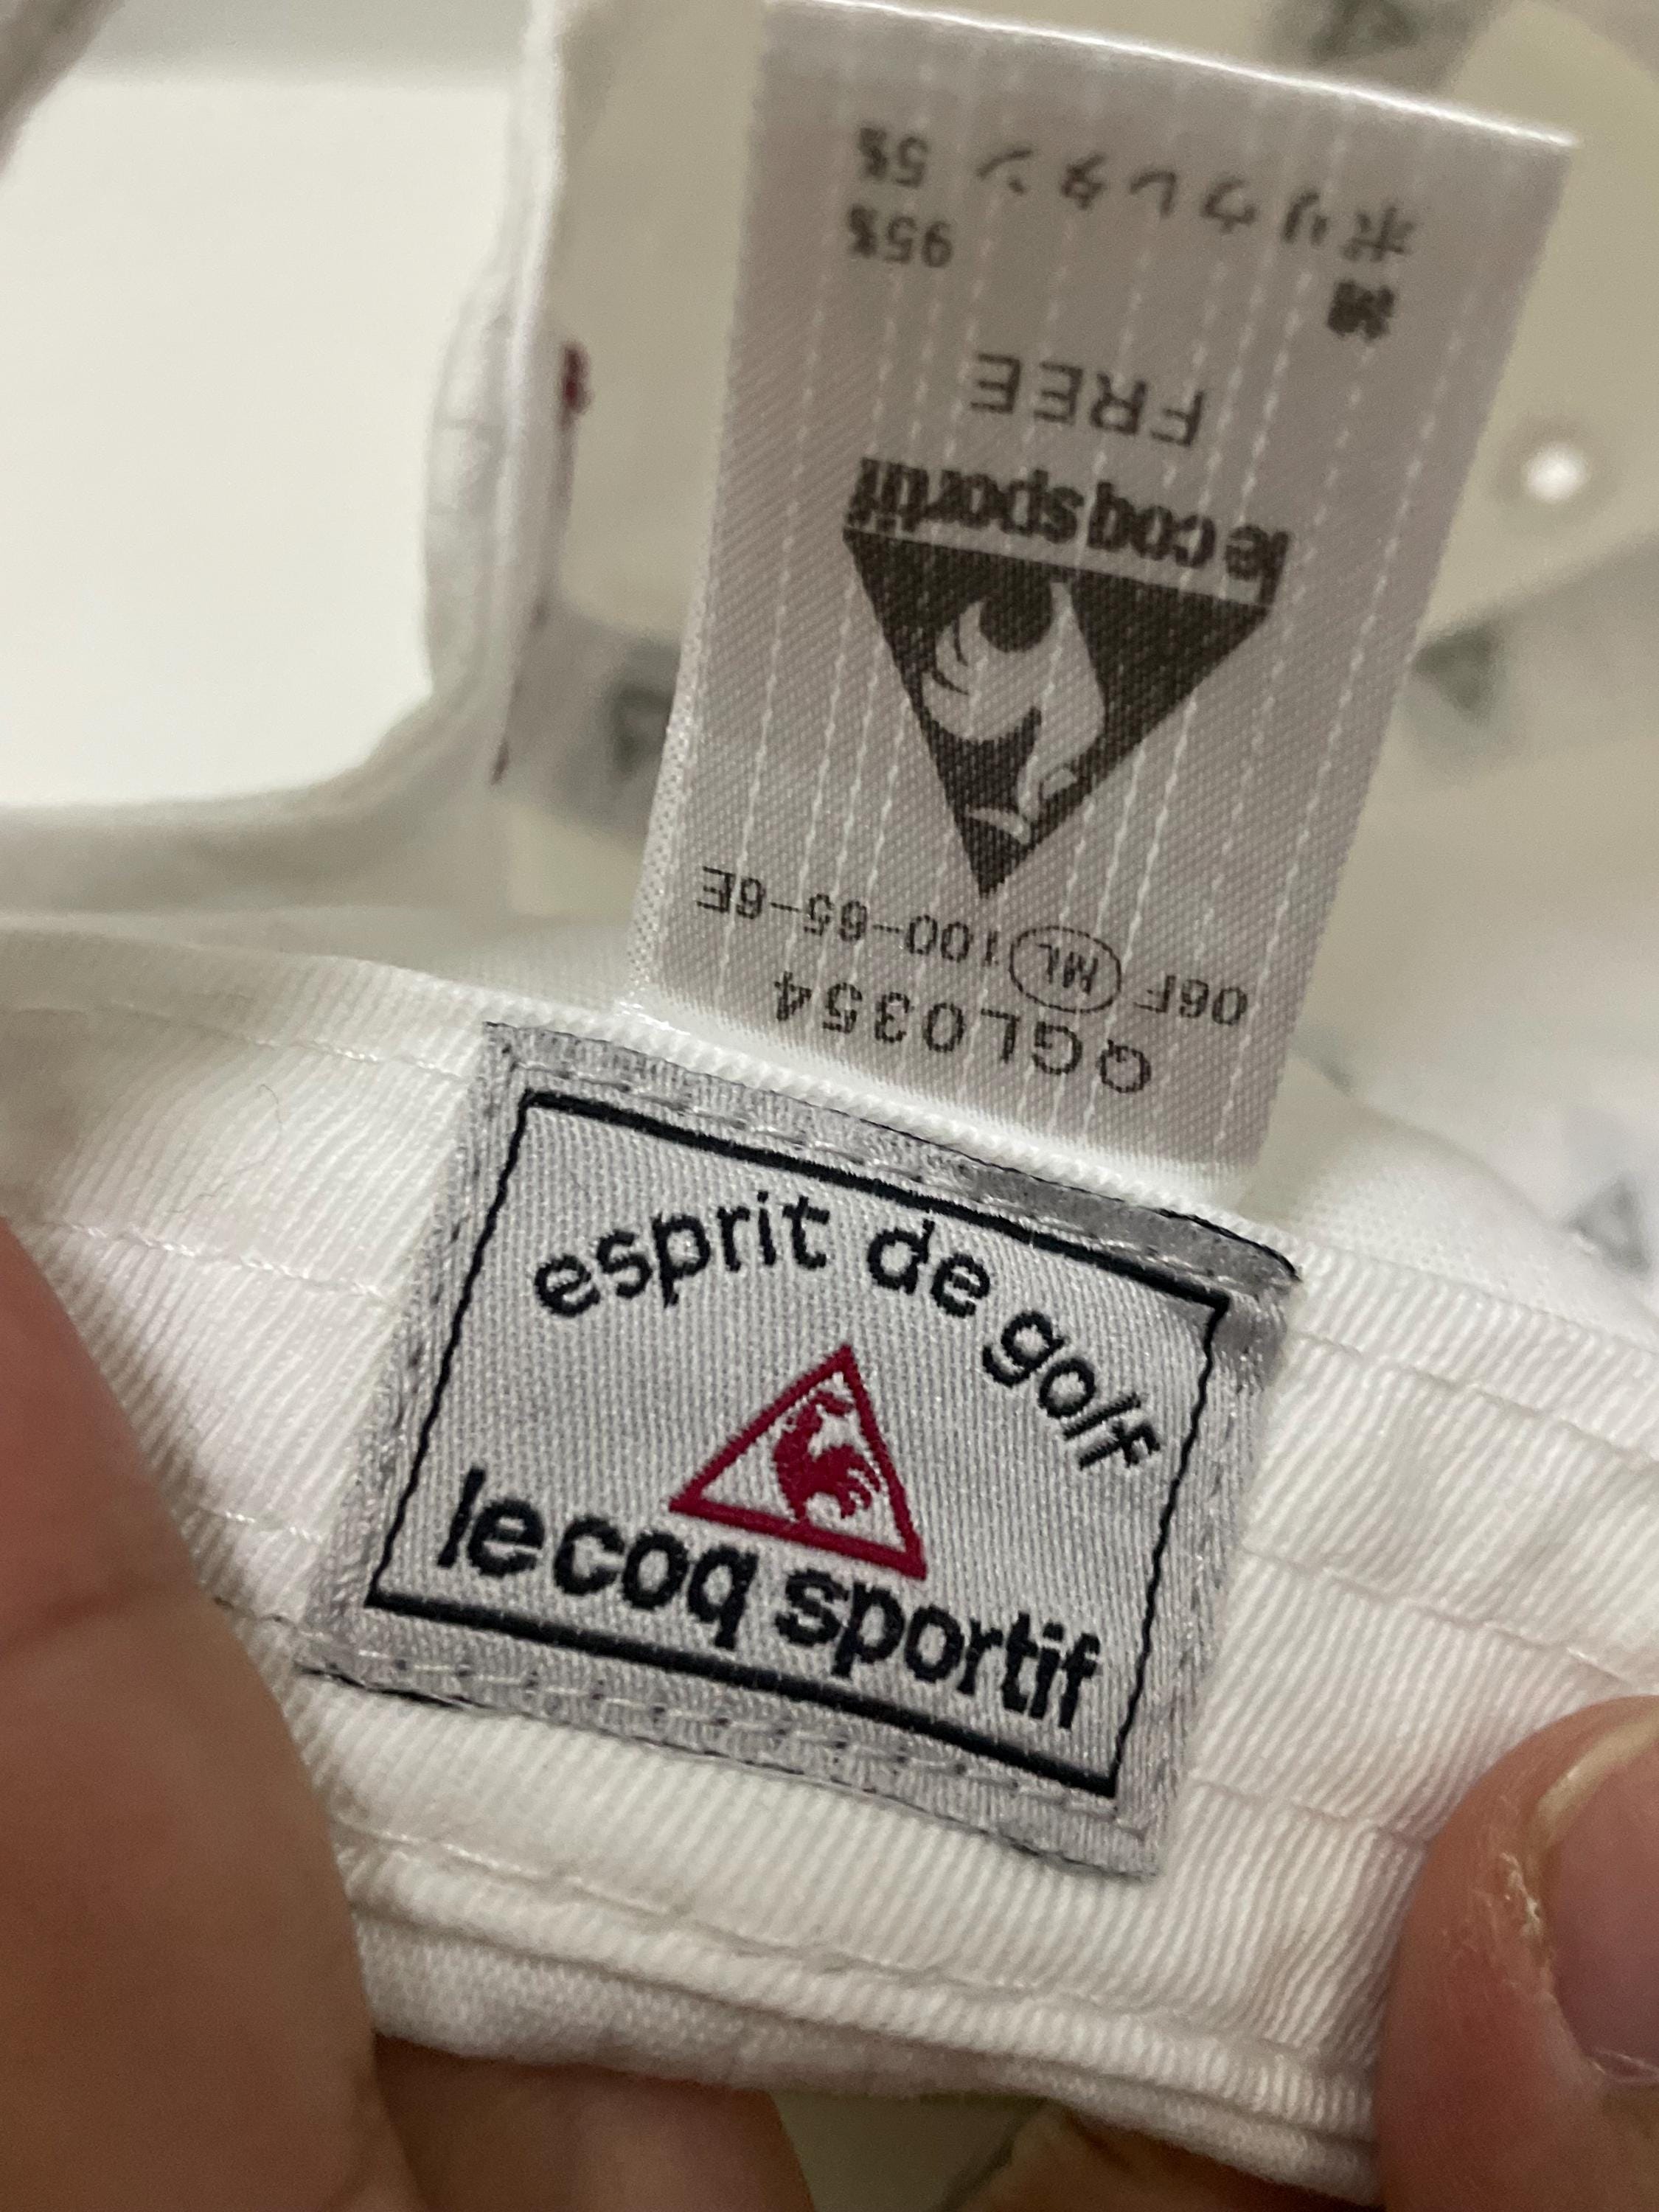 QGL0354
06F ML 100-65-6E
le coq sportif
FREE
綿 95%
ポリウレタン 5%
esprit de golf
le coq sportif